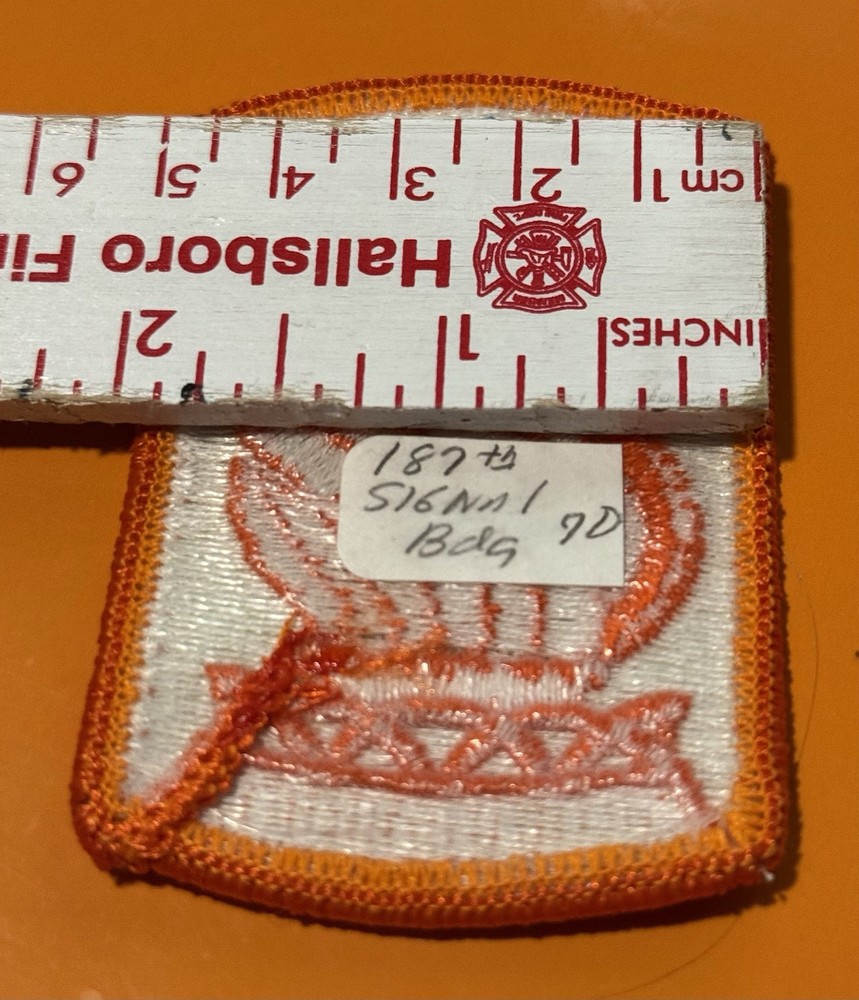 cm 1 2 3 4 5 6
Hallsboro Fi
INCHES 1 2
187th
SIGNAl
Bdg 7D